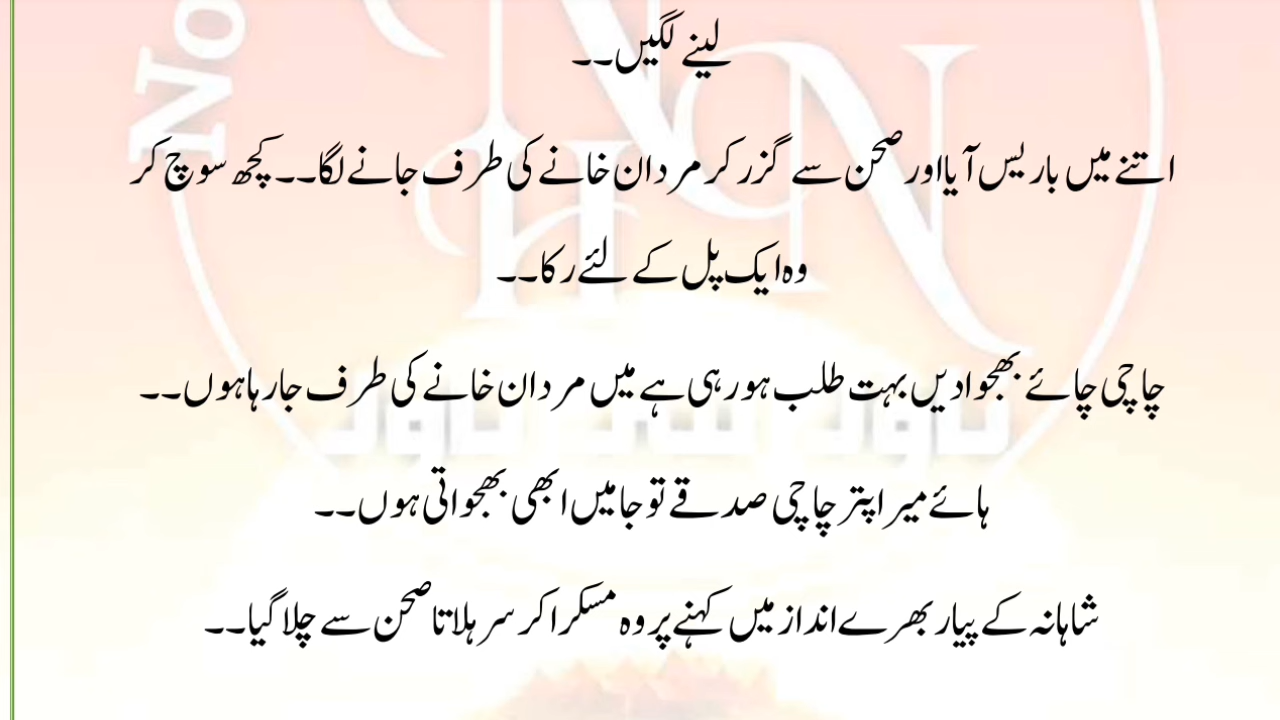 لینے لگیں۔۔
اتنے میں باریس آیا اور صحن سے گزر کر مردان خانے کی طرف جانے لگا۔۔ کچھ سوچ کر
وہ ایک پل کے لئے رکا۔۔
چاچی چائے بھجوا دیں بہت طلب ہو رہی ہے میں مردان خانے کی طرف جا رہا ہوں۔۔
ہائے میرا پتر چاچی صدقے تو جا میں ابھی بھجواتی ہوں۔۔
شاہانہ کے پیار بھرے انداز میں کہنے پر وہ مسکرا کر سر ہلاتا صحن سے چلا گیا۔۔
No
N
N
H